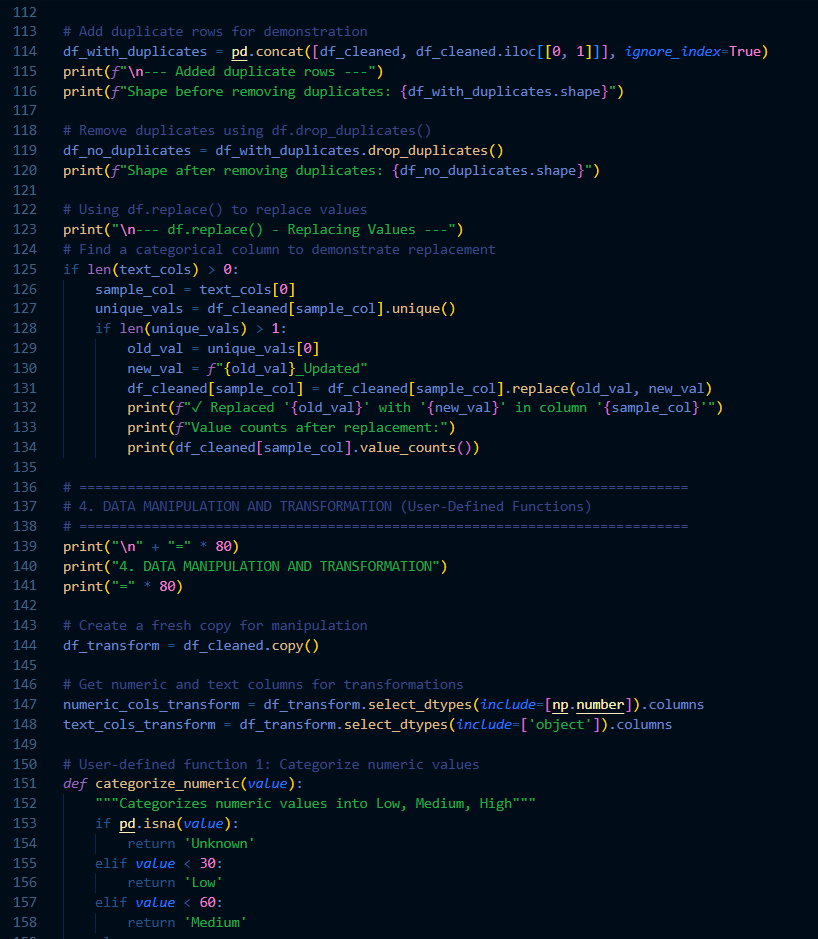 112
113 # Add duplicate rows for demonstration
114 df_with_duplicates = pd.concat([df_cleaned, df_cleaned.iloc[[0, 1]]], ignore_index=True)
115 print(f"\n--- Added duplicate rows ---")
116 print(f"Shape before removing duplicates: {df_with_duplicates.shape}")
117
118 # Remove duplicates using df.drop_duplicates()
119 df_no_duplicates = df_with_duplicates.drop_duplicates()
120 print(f"Shape after removing duplicates: {df_no_duplicates.shape}")
121
122 # Using df.replace() to replace values
123 print("\n--- df.replace() - Replacing Values ---")
124 # Find a categorical column to demonstrate replacement
125 if len(text_cols) > 0:
126     sample_col = text_cols[0]
127     unique_vals = df_cleaned[sample_col].unique()
128     if len(unique_vals) > 1:
129         old_val = unique_vals[0]
130         new_val = f"{old_val}_Updated"
131         df_cleaned[sample_col] = df_cleaned[sample_col].replace(old_val, new_val)
132         print(f"✓ Replaced '{old_val}' with '{new_val}' in column '{sample_col}'")
133         print(f"Value counts after replacement:")
134         print(df_cleaned[sample_col].value_counts())
135
136 # ============================================================================
137 # 4. DATA MANIPULATION AND TRANSFORMATION (User-Defined Functions)
138 # ============================================================================
139 print("\n" + "=" * 80)
140 print("4. DATA MANIPULATION AND TRANSFORMATION")
141 print("=" * 80)
142
143 # Create a fresh copy for manipulation
144 df_transform = df_cleaned.copy()
145
146 # Get numeric and text columns for transformations
147 numeric_cols_transform = df_transform.select_dtypes(include=[np.number]).columns
148 text_cols_transform = df_transform.select_dtypes(include=['object']).columns
149
150 # User-defined function 1: Categorize numeric values
151 def categorize_numeric(value):
152     """Categorizes numeric values into Low, Medium, High"""
153     if pd.isna(value):
154         return 'Unknown'
155     elif value < 30:
156         return 'Low'
157     elif value < 60:
158         return 'Medium'